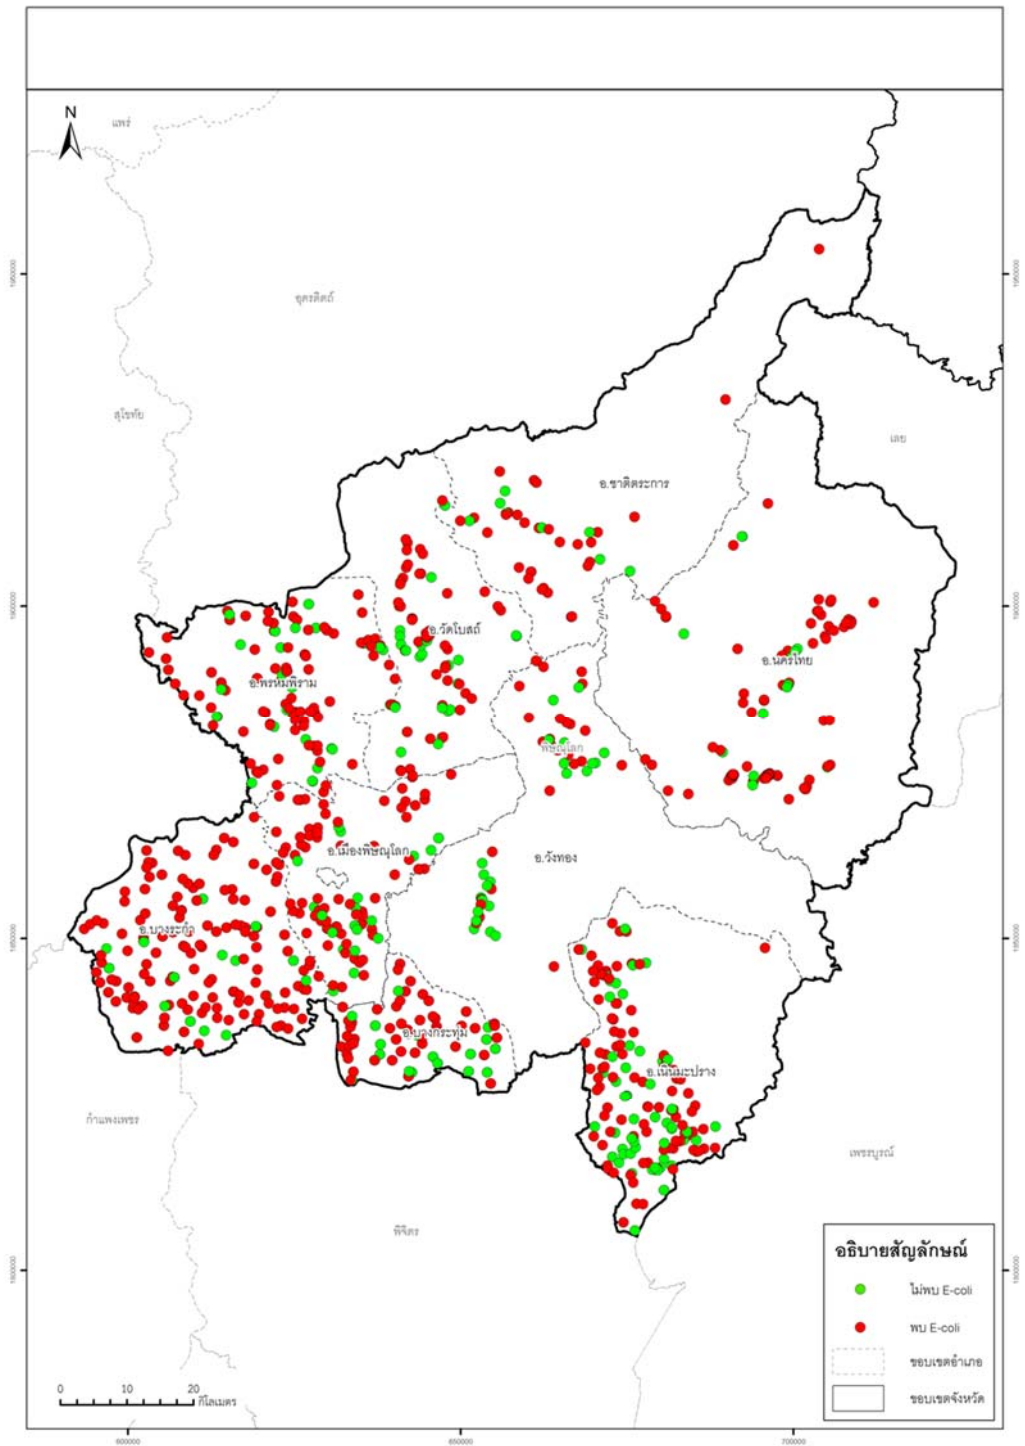 N
แพร่
1950000
1950000
อุตรดิตถ์
สุโขทัย
เลย
อ.ชาติตระการ
1900000
1900000
อ.วัดโบสถ์
อ.นครไทย
อ.พรหมพิราม
พิษณุโลก
อ.เมืองพิษณุโลก
อ.วังทอง
อ.บางระกำ
1850000
1850000
อ.บางกระทุ่ม
อ.เนินมะปราง
กำแพงเพชร
เพชรบูรณ์
พิจิตร
1800000
1800000
อธิบายสัญลักษณ์
ไม่พบ E-coli
พบ E-coli
ขอบเขตอำเภอ
ขอบเขตจังหวัด
0 10 20
กิโลเมตร
600000 650000 700000